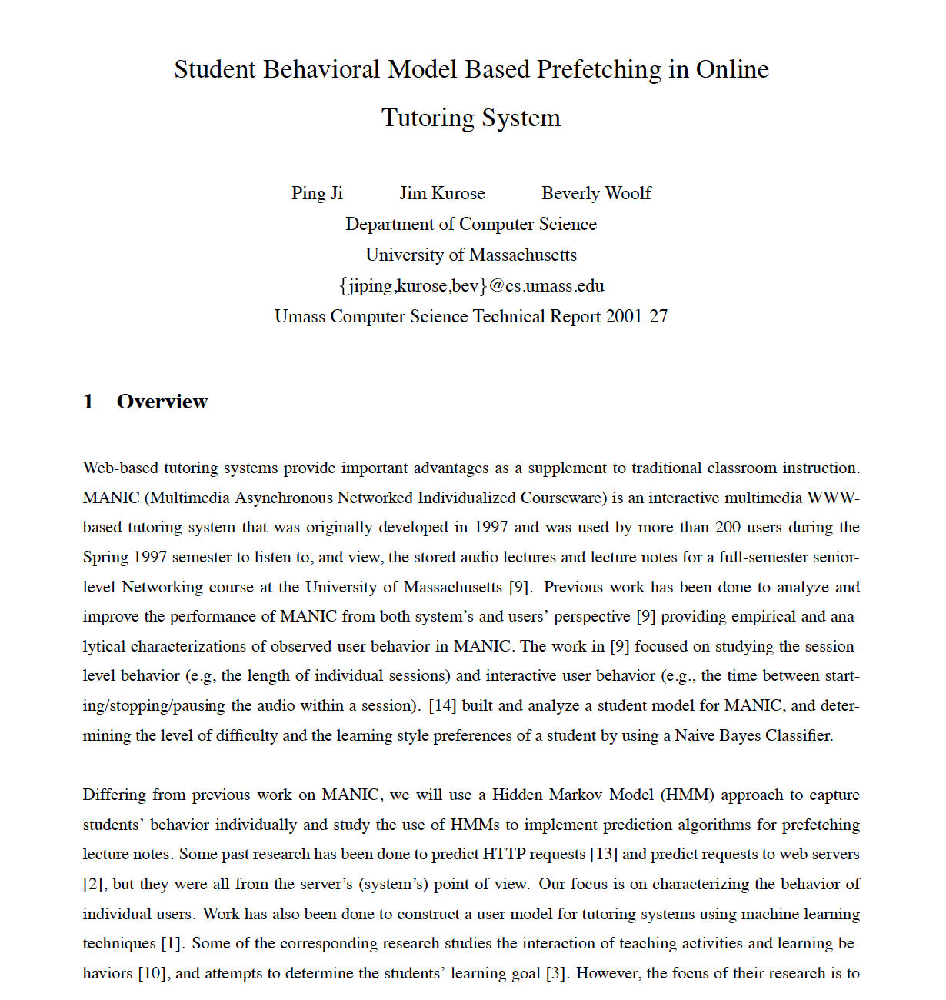 Student Behavioral Model Based Prefetching in Online
Tutoring System
Ping Ji Jim Kurose Beverly Woolf
Department of Computer Science
University of Massachusetts
{jiping,kurose,bev}@cs.umass.edu
Umass Computer Science Technical Report 2001-27
1 Overview
Web-based tutoring systems provide important advantages as a supplement to traditional classroom instruction.
MANIC (Multimedia Asynchronous Networked Individualized Courseware) is an interactive multimedia WWW-
based tutoring system that was originally developed in 1997 and was used by more than 200 users during the
Spring 1997 semester to listen to, and view, the stored audio lectures and lecture notes for a full-semester senior-
level Networking course at the University of Massachusetts [9]. Previous work has been done to analyze and
improve the performance of MANIC from both system's and users' perspective [9] providing empirical and ana-
lytical characterizations of observed user behavior in MANIC. The work in [9] focused on studying the session-
level behavior (e.g, the length of individual sessions) and interactive user behavior (e.g., the time between start-
ing/stopping/pausing the audio within a session). [14] built and analyze a student model for MANIC, and deter-
mining the level of difficulty and the learning style preferences of a student by using a Naive Bayes Classifier.
Differing from previous work on MANIC, we will use a Hidden Markov Model (HMM) approach to capture
students' behavior individually and study the use of HMMs to implement prediction algorithms for prefetching
lecture notes. Some past research has been done to predict HTTP requests [13] and predict requests to web servers
[2], but they were all from the server's (system's) point of view. Our focus is on characterizing the behavior of
individual users. Work has also been done to construct a user model for tutoring systems using machine learning
techniques [1]. Some of the corresponding research studies the interaction of teaching activities and learning be-
haviors [10], and attempts to determine the students' learning goal [3]. However, the focus of their research is to